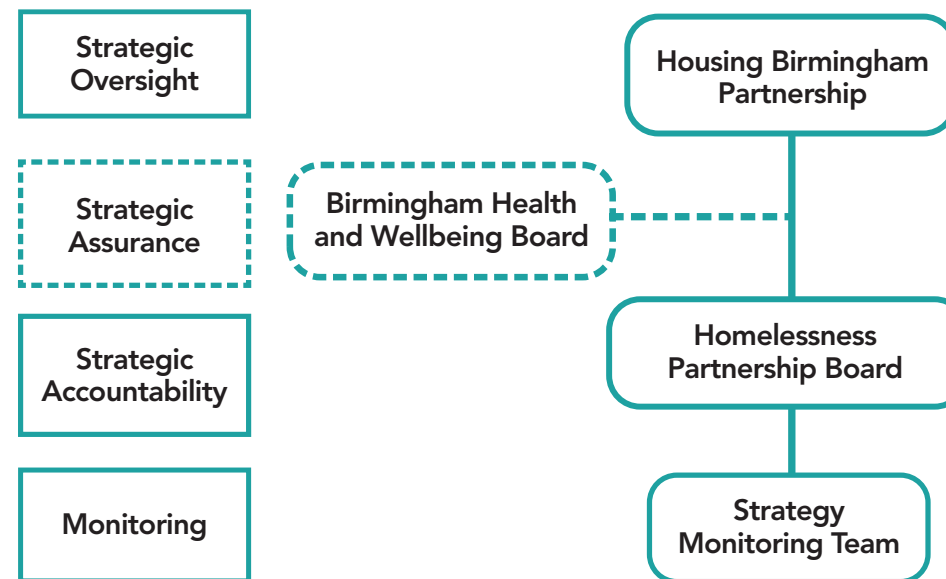 Strategic
Oversight
Housing Birmingham
Partnership
Strategic
Assurance
Birmingham Health
and Wellbeing Board
Strategic
Accountability
Homelessness
Partnership Board
Monitoring
Strategy
Monitoring Team